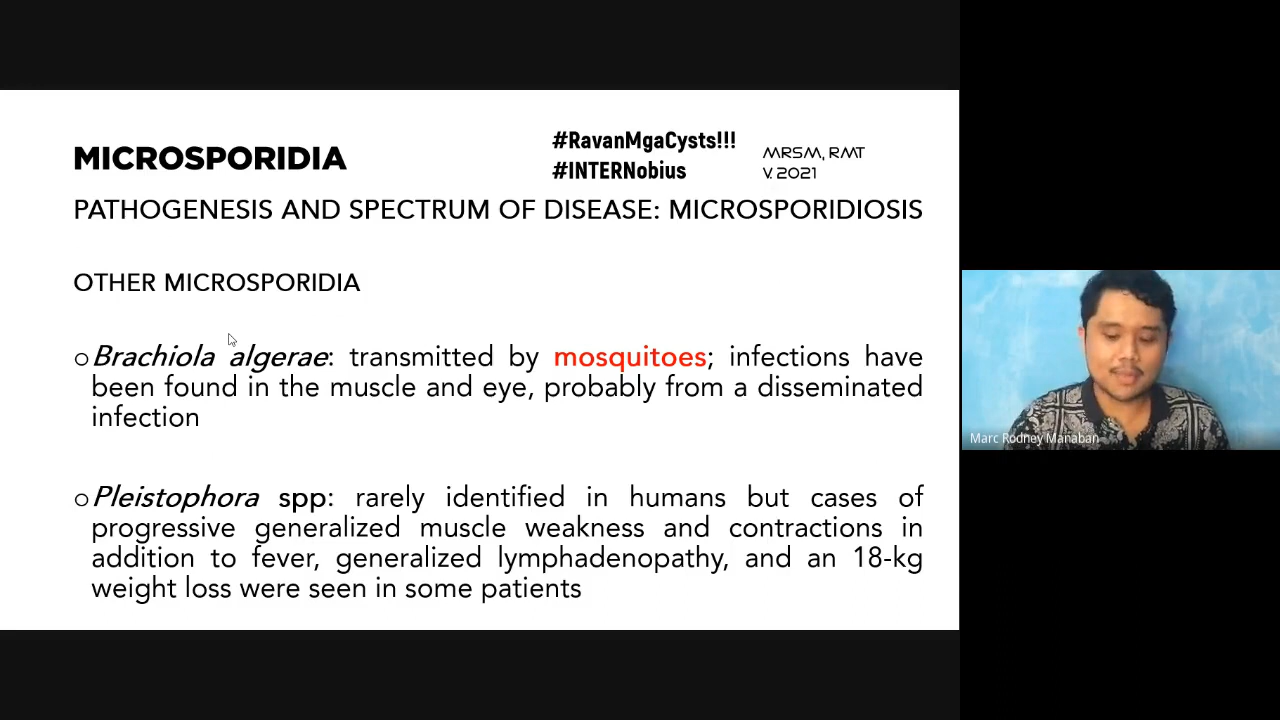 MICROSPORIDIA
#RavanMgaCysts!!!
#INTERNobius
MRSM, RMT
V. 2021
PATHOGENESIS AND SPECTRUM OF DISEASE: MICROSPORIDIOSIS
OTHER MICROSPORIDIA
o Brachiola algerae: transmitted by mosquitoes; infections have
been found in the muscle and eye, probably from a disseminated
infection
o Pleistophora spp: rarely identified in humans but cases of
progressive generalized muscle weakness and contractions in
addition to fever, generalized lymphadenopathy, and an 18-kg
weight loss were seen in some patients
Marc Rodney Manaban